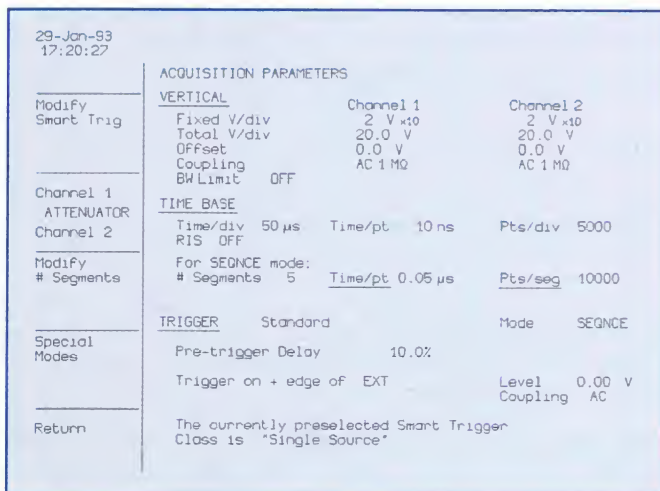 29-Jan-93
17:20:27
ACQUISITION PARAMETERS
Modify
Smart Trig
Channel 1
ATTENUATOR
Channel 2
Modify
# Segments
Special
Modes
Return
VERTICAL
Channel 1 Channel 2
Fixed V/div 2 V x10 2 V x10
Total V/div 20.0 V 20.0 V
Offset 0.0 V 0.0 V
Coupling AC 1 MΩ AC 1 MΩ
BW Limit OFF
TIME BASE
Time/div 50 µs Time/pt 10 ns Pts/div 5000
RIS OFF
For SEQNCE mode:
# Segments 5 Time/pt 0.05 µs Pts/seg 10000
TRIGGER Standard Mode SEQNCE
Pre-trigger Delay 10.0%
Trigger on + edge of EXT Level 0.00 V
Coupling AC
The currently preselected Smart Trigger
Class is "Single Source"